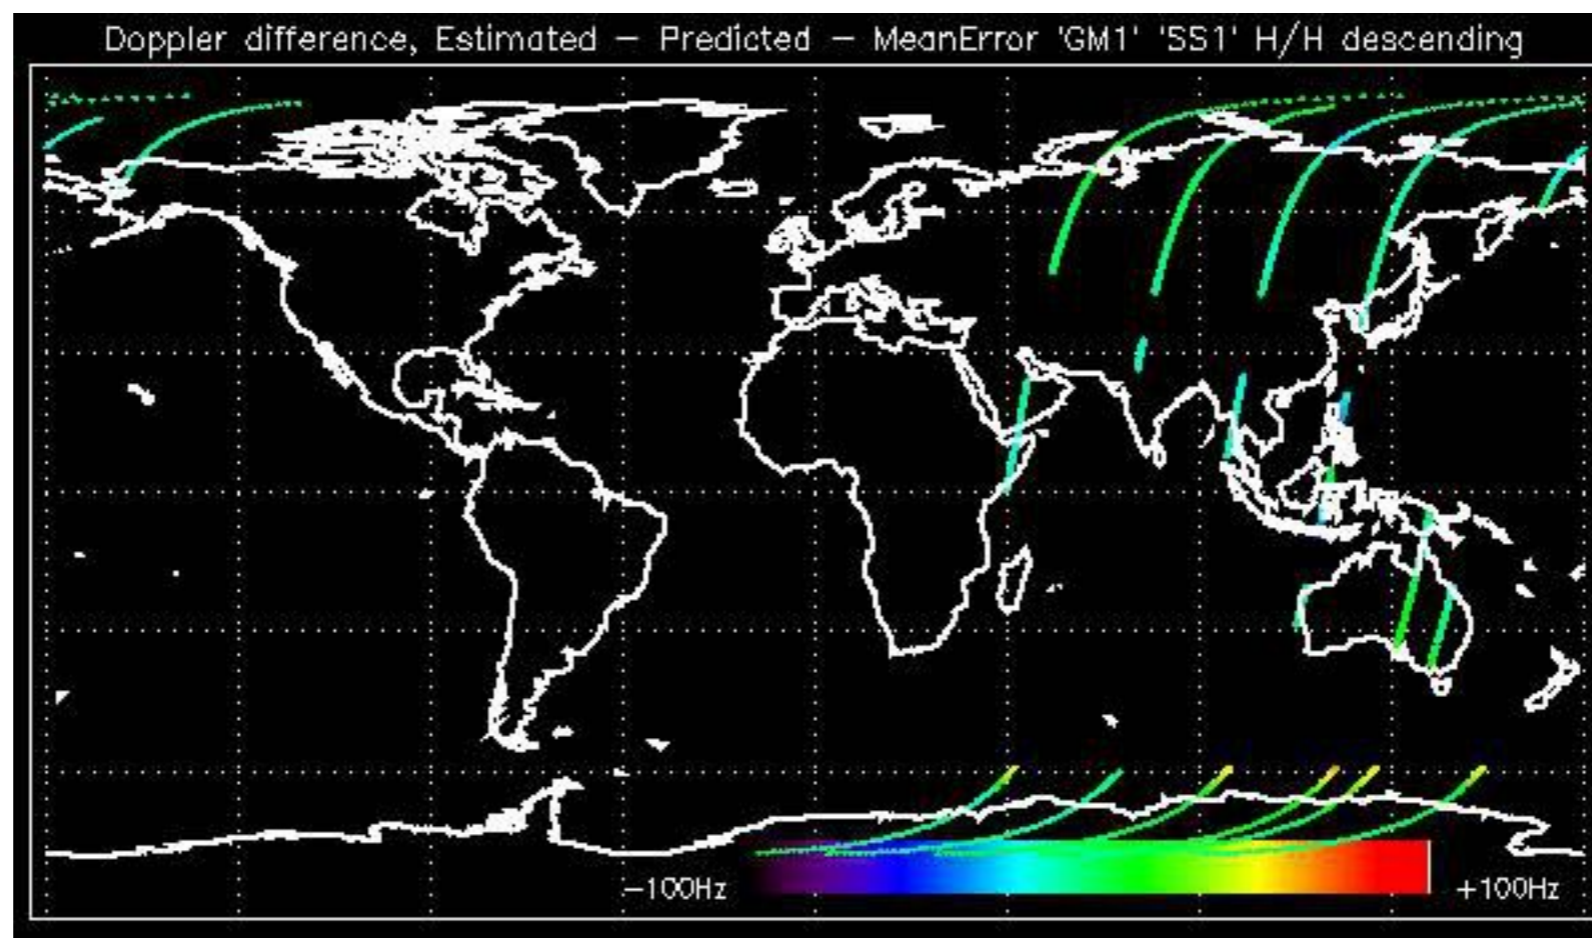 Doppler difference, Estimated – Predicted – MeanError 'GM1' 'SS1' H/H descending
–100Hz
+100Hz